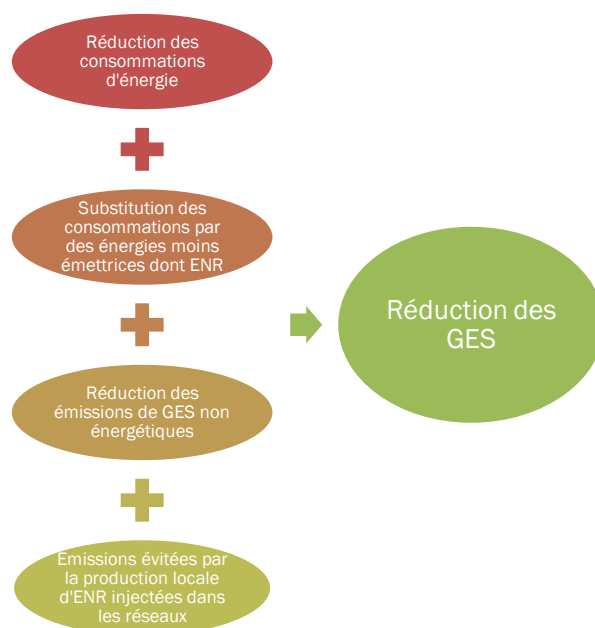 Réduction des
consommations
d'énergie
Substitution des
consommations par
des énergies moins
émettrices dont ENR
Réduction des
émissions de GES non
énergétiques
Emissions évitées par
la production locale
d'ENR injectées dans
les réseaux
Réduction des
GES